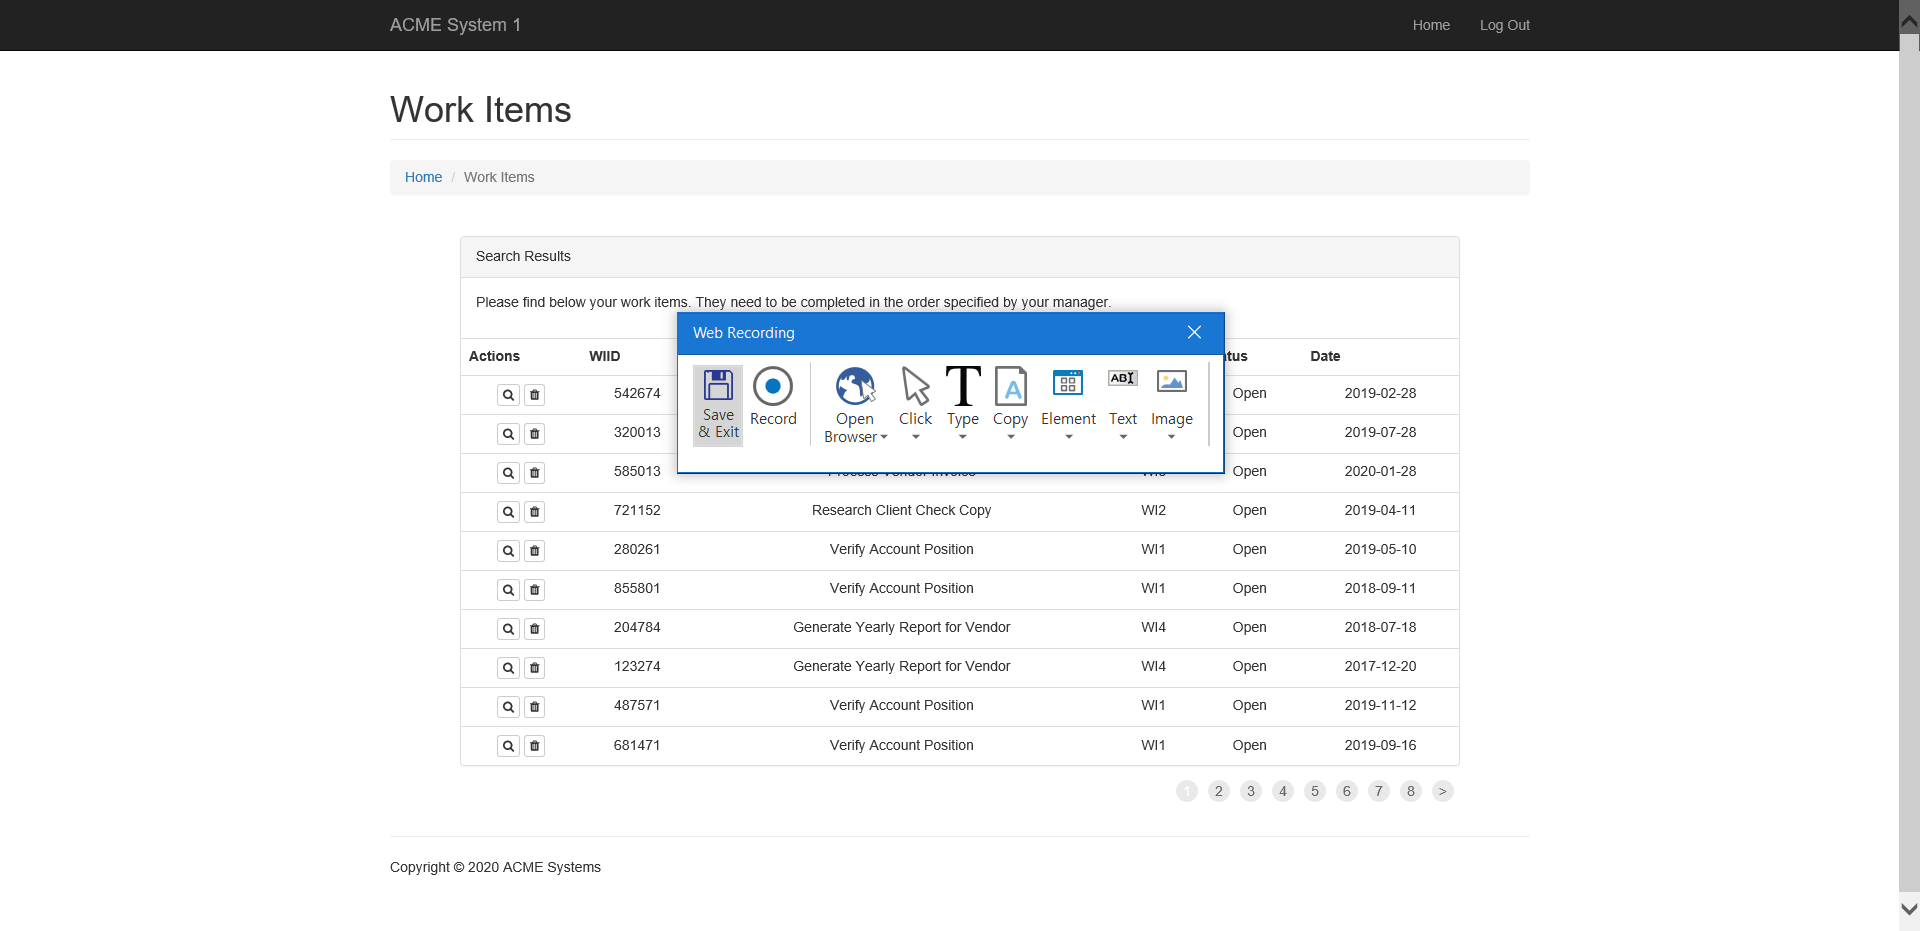 ACME System 1 Home Log Out
Work Items
Home / Work Items
Search Results
Please find below your work items. They need to be completed in the order specified by your manager.
Web Recording
Actions WIID Date
Save & Exit Record Open Browser Click Type Copy Element Text Image
542674 Open 2019-02-28
320013 Open 2019-07-28
585013 Open 2020-01-28
721152 Research Client Check Copy WI2 Open 2019-04-11
280261 Verify Account Position WI1 Open 2019-05-10
855801 Verify Account Position WI1 Open 2018-09-11
204784 Generate Yearly Report for Vendor WI4 Open 2018-07-18
123274 Generate Yearly Report for Vendor WI4 Open 2017-12-20
487571 Verify Account Position WI1 Open 2019-11-12
681471 Verify Account Position WI1 Open 2019-09-16
1 2 3 4 5 6 7 8 >
Copyright © 2020 ACME Systems